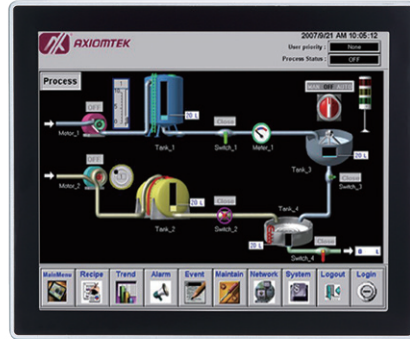 AXIOMTEK
2007/9/21 AM 10:05:12
User priority : None
Process Status : OFF
Process
OFF
Motor_1
20 L
Tank_1
Close
Switch_1
Meter_1
MAN OFF AUTO
20 L
Tank_3
Close
Switch_3
OFF
Motor_2
20 L
Tank_2
Close
Switch_2
Tank_4
20 L
Close
Switch_4
MainMenu Recipe Trend Alarm Event Maintain Network System Logout Login